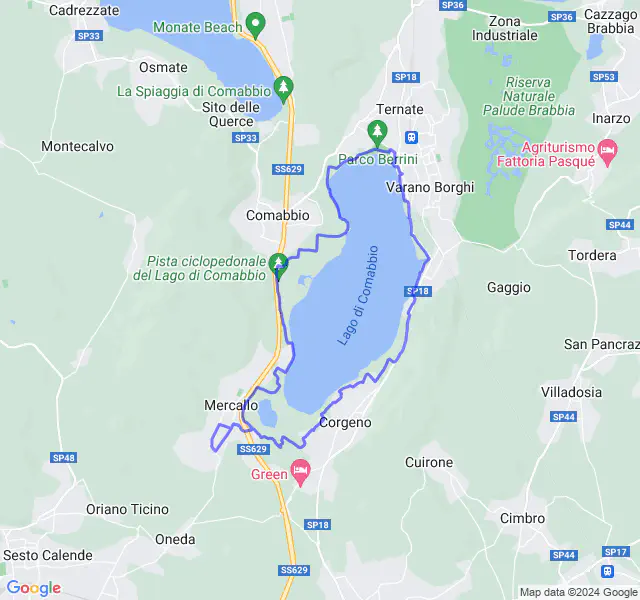 Cadrezzate
SP33
Monate Beach
SP36
Zona
Industriale
SP36
Cazzago
Brabbia
Osmate
La Spiaggia di Comabbio
Sito delle
Querce
SP33
SP18
Ternate
Riserva
Naturale
Palude Brabbia
SP53
Inarzo
Montecalvo
SS629
Parco Berrini
Varano Borghi
Agriturismo
Fattoria Pasqué
Comabbio
SP44
Pista ciclopedonale
del Lago di Comabbio
Lago di Comabbio
SP18
Tordera
Gaggio
San Pancraz
Villadosia
SP44
Mercallo
Corgeno
SS629
Green
SP48
Cuirone
Oriano Ticino
Oneda
SP18
Cimbro
Sesto Calende
SP44
SP17
SS629
Google
Map data ©2024 Google